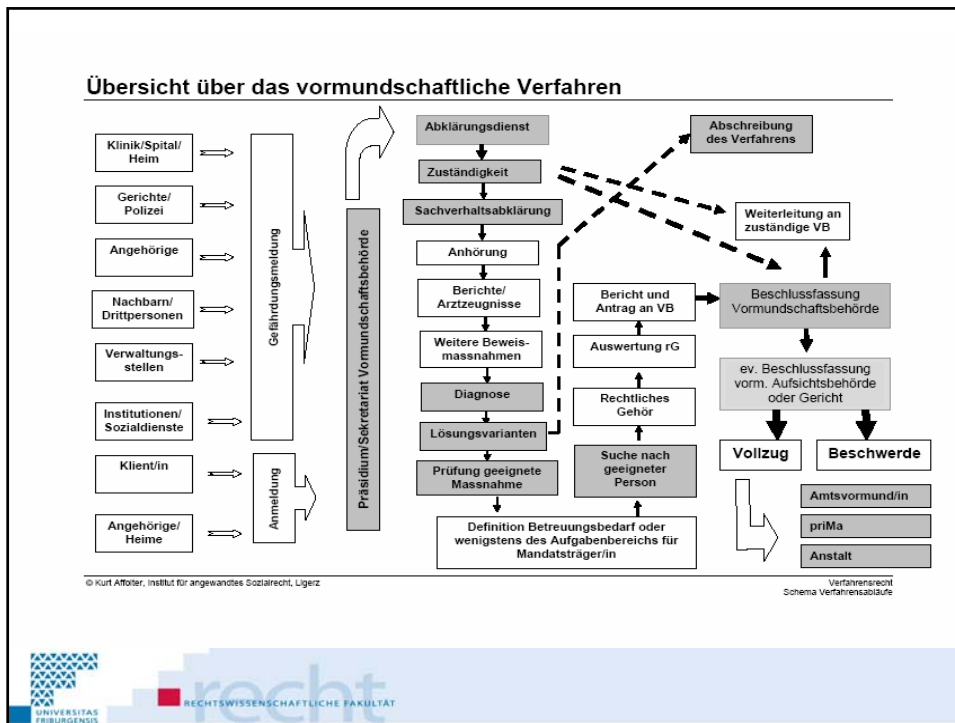 Übersicht über das vormundschaftliche Verfahren
Klinik/Spital/
Heim
Gerichte/
Polizei
Angehörige
Nachbarn/
Drittpersonen
Verwaltungs-
stellen
Institutionen/
Sozialdienste
Klient/in
Angehörige/
Heime
Gefährdungsmeldung
Anmeldung
Präsidium/Sekretariat Vormundschaftsbehörde
Abklärungsdienst
Zuständigkeit
Sachverhaltsabklärung
Anhörung
Berichte/
Arztzeugnisse
Weitere Beweis-
massnahmen
Diagnose
Lösungsvarianten
Prüfung geeignete
Massnahme
Definition Betreuungsbedarf oder
wenigstens des Aufgabenbereichs für
Mandatsträger/in
Suche nach
geeigneter
Person
Rechtliches
Gehör
Auswertung rG
Bericht und
Antrag an VB
Abschreibung
des Verfahrens
Weiterleitung an
zuständige VB
Beschlussfassung
Vormundschaftsbehörde
ev. Beschlussfassung
vorm. Aufsichtsbehörde
oder Gericht
Vollzug
Beschwerde
Amtsvormund/in
priMa
Anstalt
© Kurt Affolter, Institut für angewandtes Sozialrecht, Ligerz
Verfahrensrecht
Schema Verfahrensabläufe
recht
RECHTSWISSENSCHAFTLICHE FAKULTÄT
UNIVERSITAS
FRIBURGENSIS